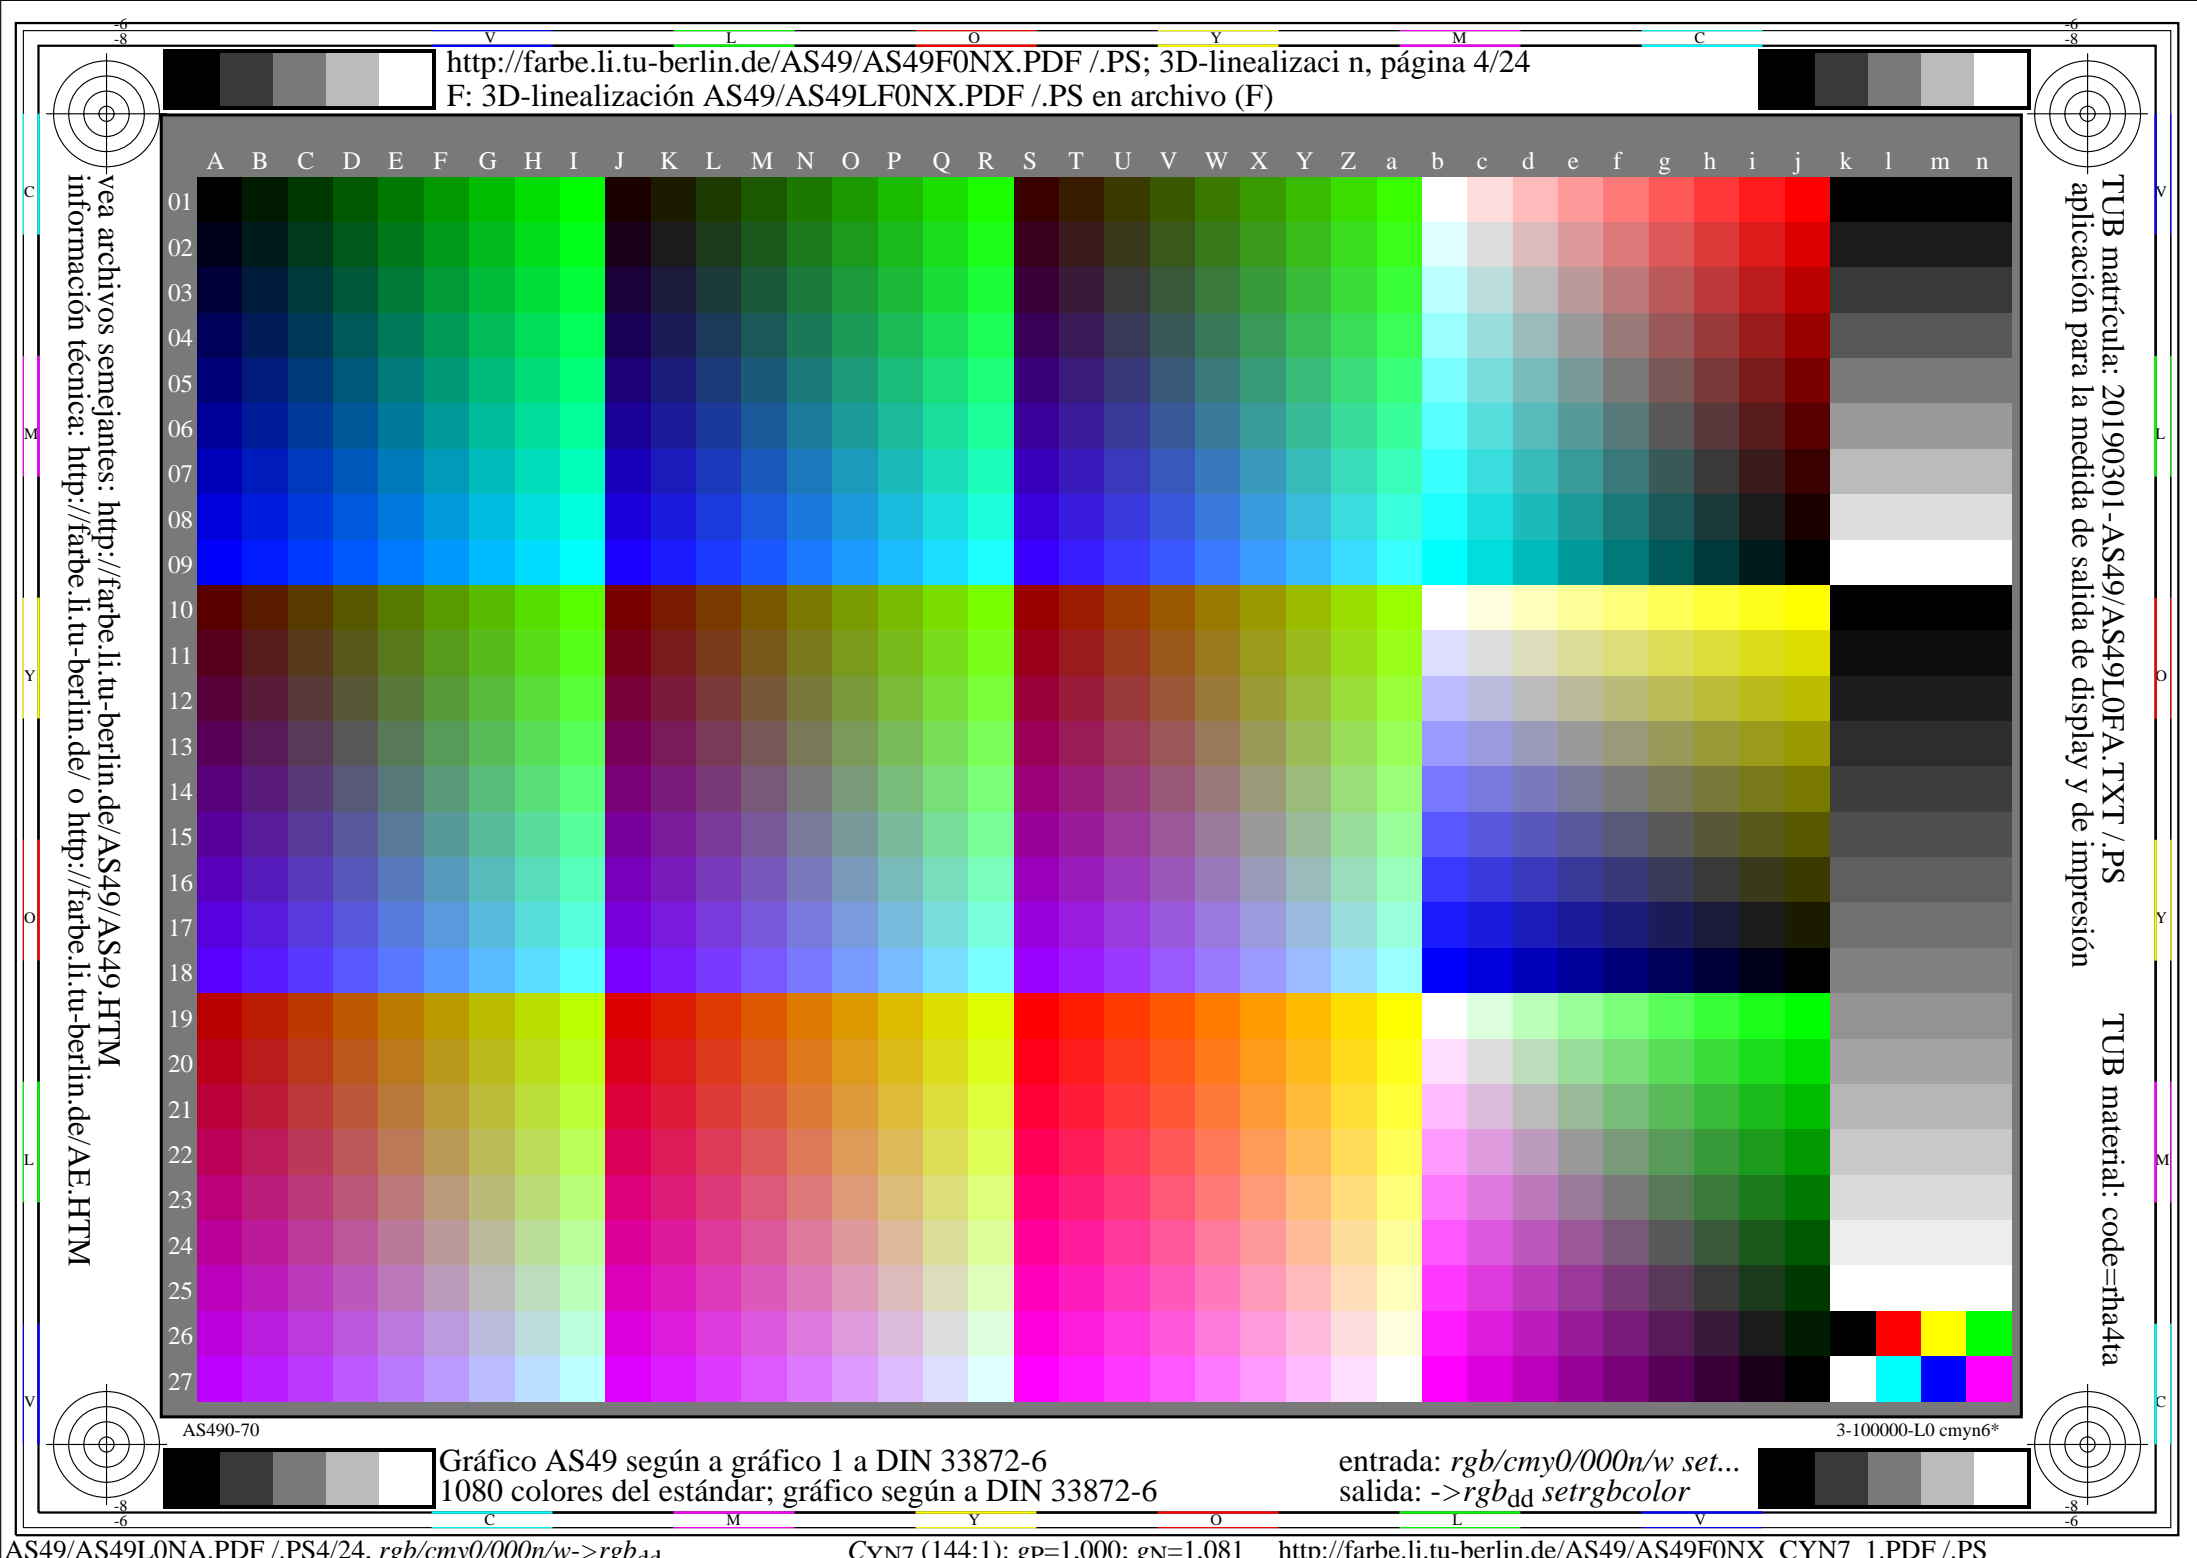 -6
-8
V L O Y M C
-6
-8
http://farbe.li.tu-berlin.de/AS49/AS49F0NX.PDF /.PS; 3D-linealizaci n, página 4/24
F: 3D-linealización AS49/AS49LF0NX.PDF /.PS en archivo (F)
A B C D E F G H I J K L M N O P Q R S T U V W X Y Z a b c d e f g h i j k l m n
01
02
03
04
05
06
07
08
09
10
11
12
13
14
15
16
17
18
19
20
21
22
23
24
25
26
27
C
M
Y
O
L
V
vea archivos semejantes: http://farbe.li.tu-berlin.de/AS49/AS49.HTM
información técnica: http://farbe.li.tu-berlin.de/ o http://farbe.li.tu-berlin.de/AE.HTM
TUB matrícula: 20190301-AS49/AS49L0FA.TXT /.PS
aplicación para la medida de salida de display y de impresión
TUB material: code=rha4ta
V
L
O
Y
M
C
AS490-70
3-100000-L0 cmyn6*
Gráfico AS49 según a gráfico 1 a DIN 33872-6
1080 colores del estándar; gráfico según a DIN 33872-6
entrada: rgb/cmy0/000n/w set...
salida: ->rgbdd setrgbcolor
-8
-6
C M Y O L V
-8
-6
AS49/AS49L0NA.PDF /.PS4/24, rgb/cmy0/000n/w->rgbdd
CYN7 (144:1): gP=1.000; gN=1.081
http://farbe.li.tu-berlin.de/AS49/AS49F0NX_CYN7_1.PDF /.PS